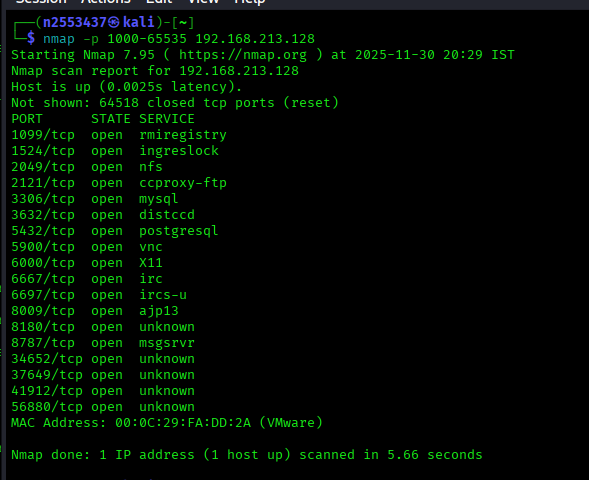 Session Actions Edit View Help
┌──(n2553437㉿kali)-[~]
└─$ nmap -p 1000-65535 192.168.213.128
Starting Nmap 7.95 ( https://nmap.org ) at 2025-11-30 20:29 IST
Nmap scan report for 192.168.213.128
Host is up (0.0025s latency).
Not shown: 64518 closed tcp ports (reset)
PORT      STATE SERVICE
1099/tcp  open  rmiregistry
1524/tcp  open  ingreslock
2049/tcp  open  nfs
2121/tcp  open  ccproxy-ftp
3306/tcp  open  mysql
3632/tcp  open  distccd
5432/tcp  open  postgresql
5900/tcp  open  vnc
6000/tcp  open  X11
6667/tcp  open  irc
6697/tcp  open  ircs-u
8009/tcp  open  ajp13
8180/tcp  open  unknown
8787/tcp  open  msgsrvr
34652/tcp open  unknown
37649/tcp open  unknown
41912/tcp open  unknown
56880/tcp open  unknown
MAC Address: 00:0C:29:FA:DD:2A (VMware)
Nmap done: 1 IP address (1 host up) scanned in 5.66 seconds